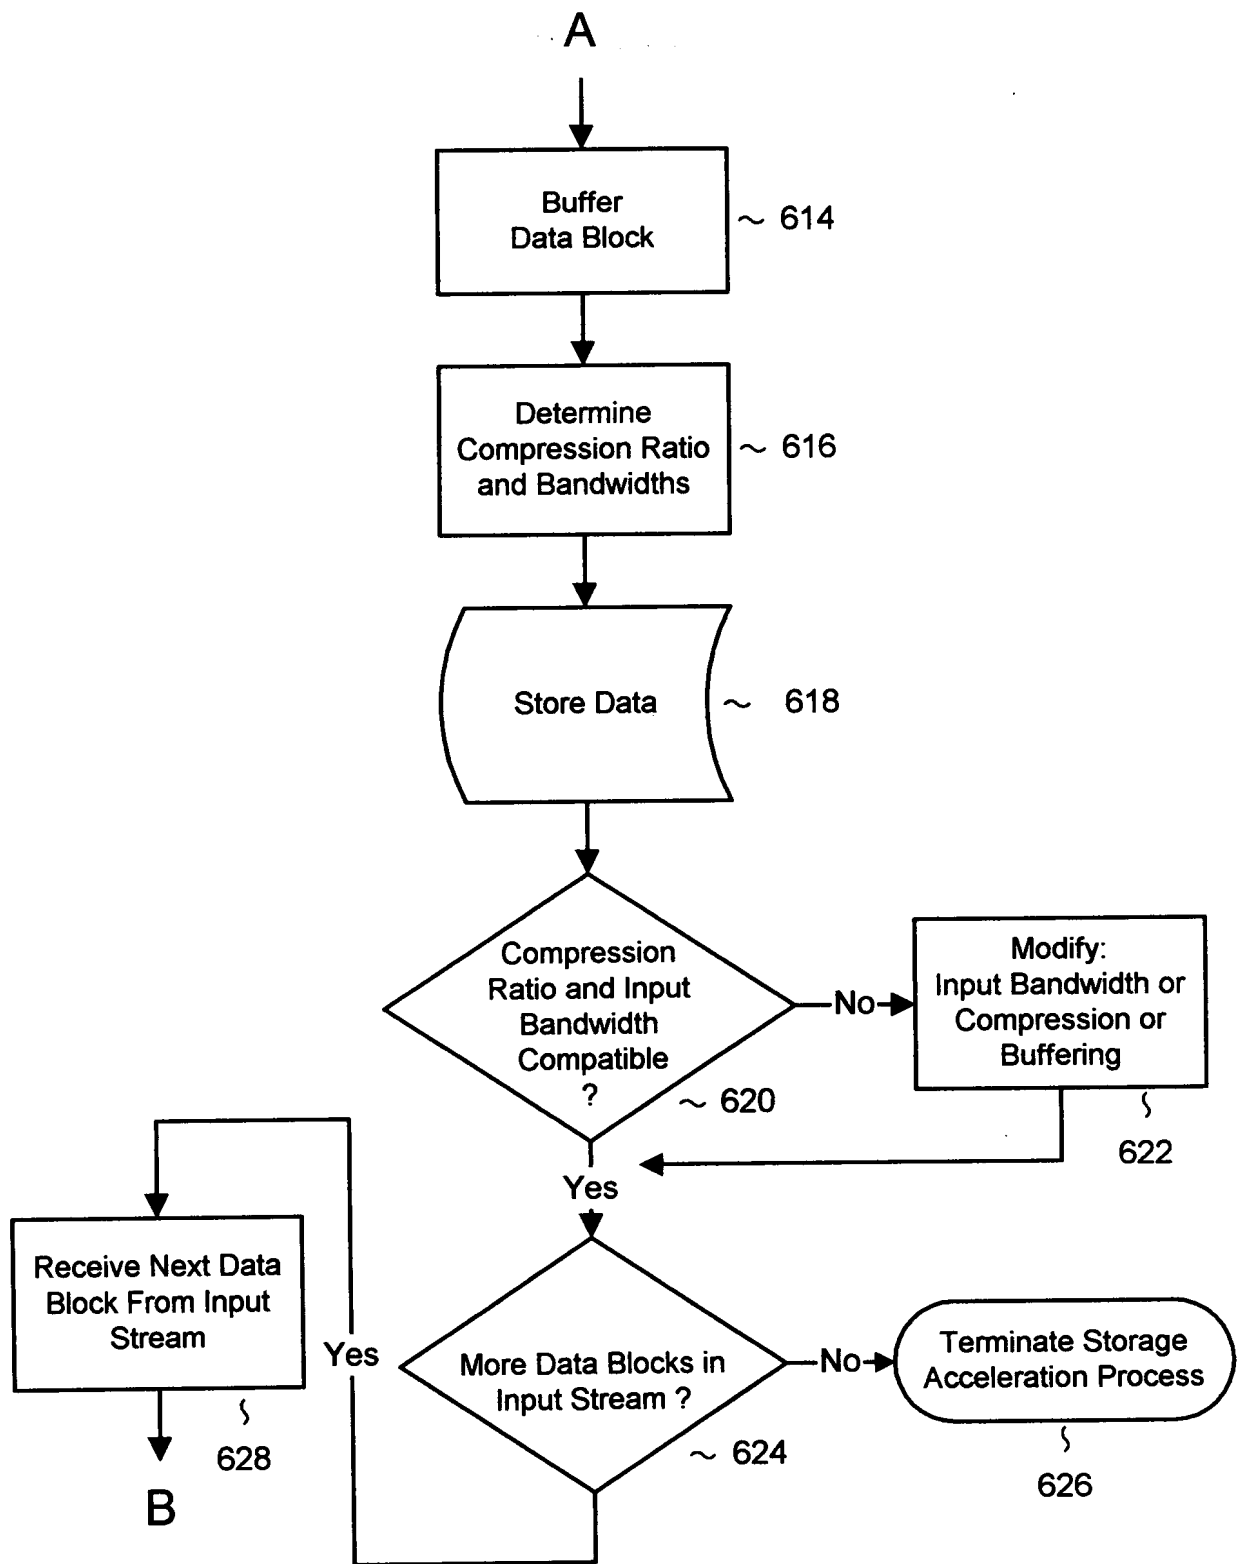 A
Buffer
Data Block
~ 614
Determine
Compression Ratio
and Bandwidths
~ 616
Store Data
~ 618
Compression
Ratio and Input
Bandwidth
Compatible
?
~ 620
No
Modify:
Input Bandwidth or
Compression or
Buffering
622
Yes
More Data Blocks in
Input Stream ?
~ 624
No
Terminate Storage
Acceleration Process
626
Yes
Receive Next Data
Block From Input
Stream
628
B